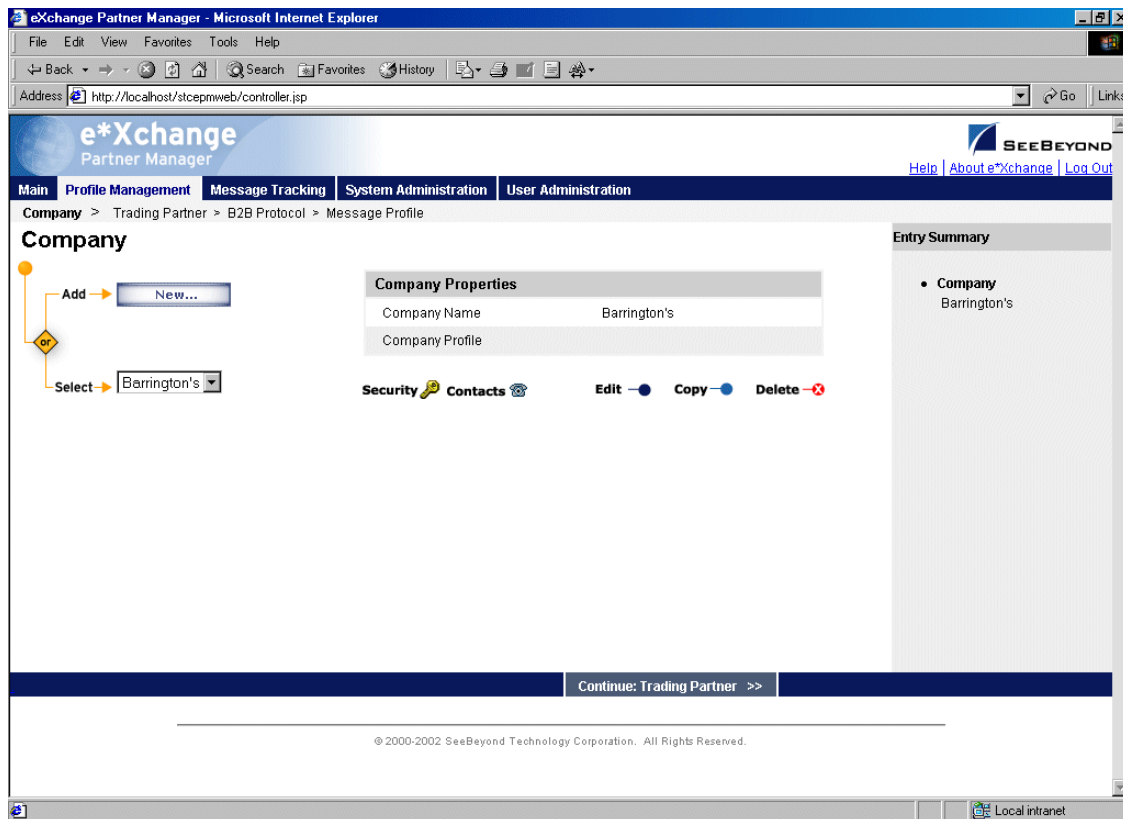 eXchange Partner Manager - Microsoft Internet Explorer
File Edit View Favorites Tools Help
Back Search Favorites History
Address http://localhost/stcepmweb/controller.jsp Go Links
e*Xchange
Partner Manager
SEEBEYOND
Help | About e*Xchange | Log Out
Main Profile Management Message Tracking System Administration User Administration
Company > Trading Partner > B2B Protocol > Message Profile
Company
Entry Summary
Add New...
or
Select Barrington's
Company Properties
Company Name Barrington's
Company Profile
Security Contacts Edit Copy Delete
• Company
Barrington's
Continue: Trading Partner >>
© 2000-2002 SeeBeyond Technology Corporation. All Rights Reserved.
Local intranet